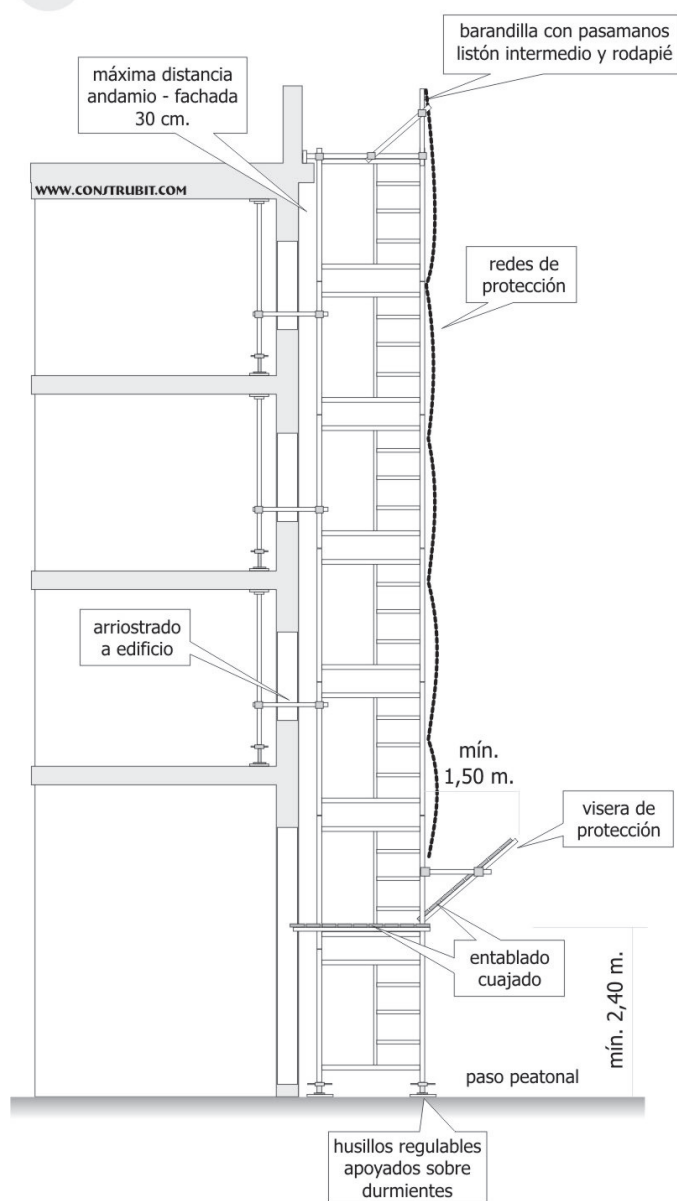 barandilla con pasamanos
listón intermedio y rodapié
máxima distancia
andamio - fachada
30 cm.
WWW.CONSTRUBIT.COM
redes de
protección
arriostrado
a edificio
mín.
1,50 m.
visera de
protección
entablado
cuajado
mín. 2,40 m.
paso peatonal
husillos regulables
apoyados sobre
durmientes